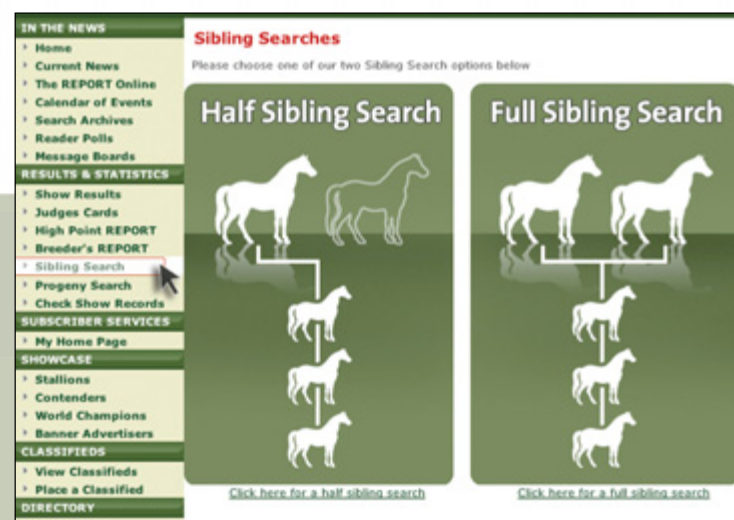 IN THE NEWS
Home
Current News
The REPORT Online
Calendar of Events
Search Archives
Reader Polls
Message Boards
RESULTS & STATISTICS
Show Results
Judges Cards
High Point REPORT
Breeder's REPORT
Sibling Search
Progeny Search
Check Show Records
SUBSCRIBER SERVICES
My Home Page
SHOWCASE
Stallions
Contenders
World Champions
Banner Advertisers
CLASSIFIEDS
View Classifieds
Place a Classified
DIRECTORY
Sibling Searches
Please choose one of our two Sibling Search options below
Half Sibling Search
Click here for a half sibling search
Full Sibling Search
Click here for a full sibling search